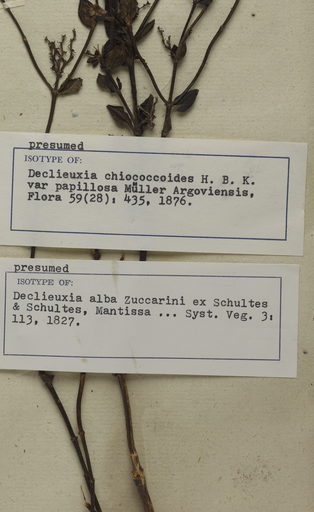 presumed
ISOTYPE OF:
Declieuxia chiococcoides H. B. K.
var papillosa Müller Argoviensis,
Flora 59(28): 435, 1876.
presumed
ISOTYPE OF:
Declieuxia alba Zuccarini ex Schultes
& Schultes, Mantissa ... Syst. Veg. 3:
113, 1827.